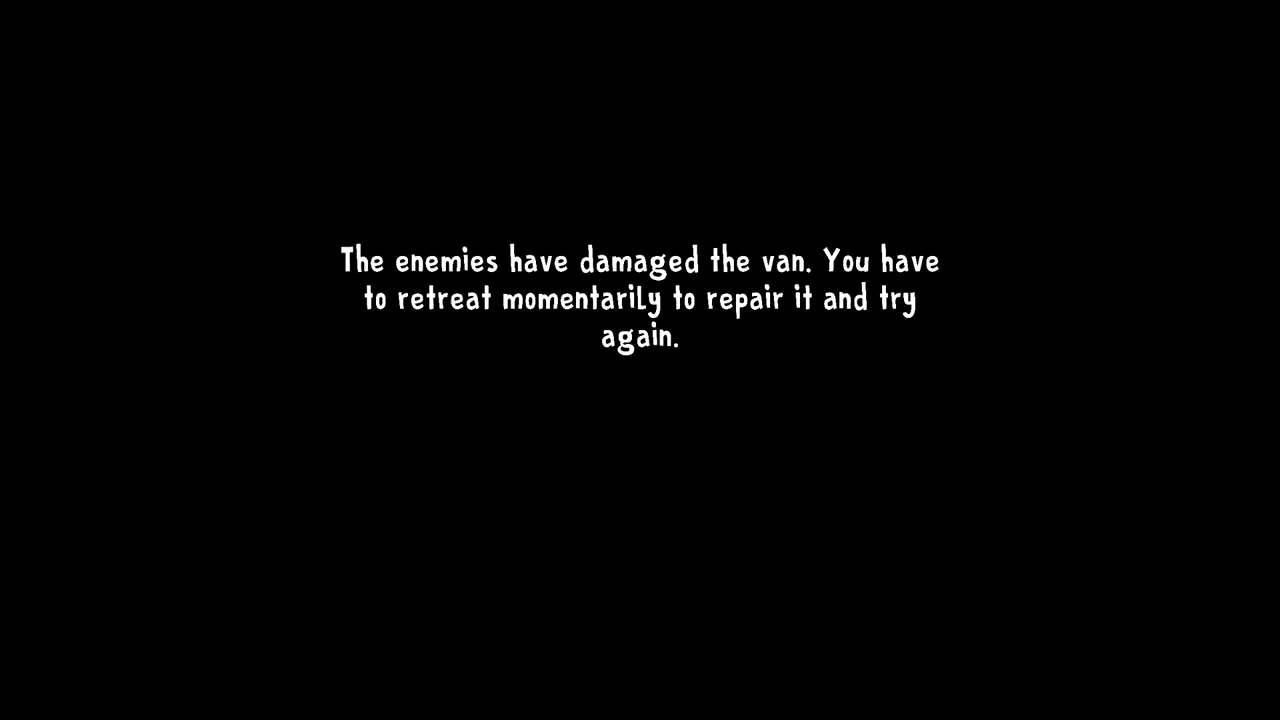 The enemies have damaged the van. You have
to retreat momentarily to repair it and try
again.